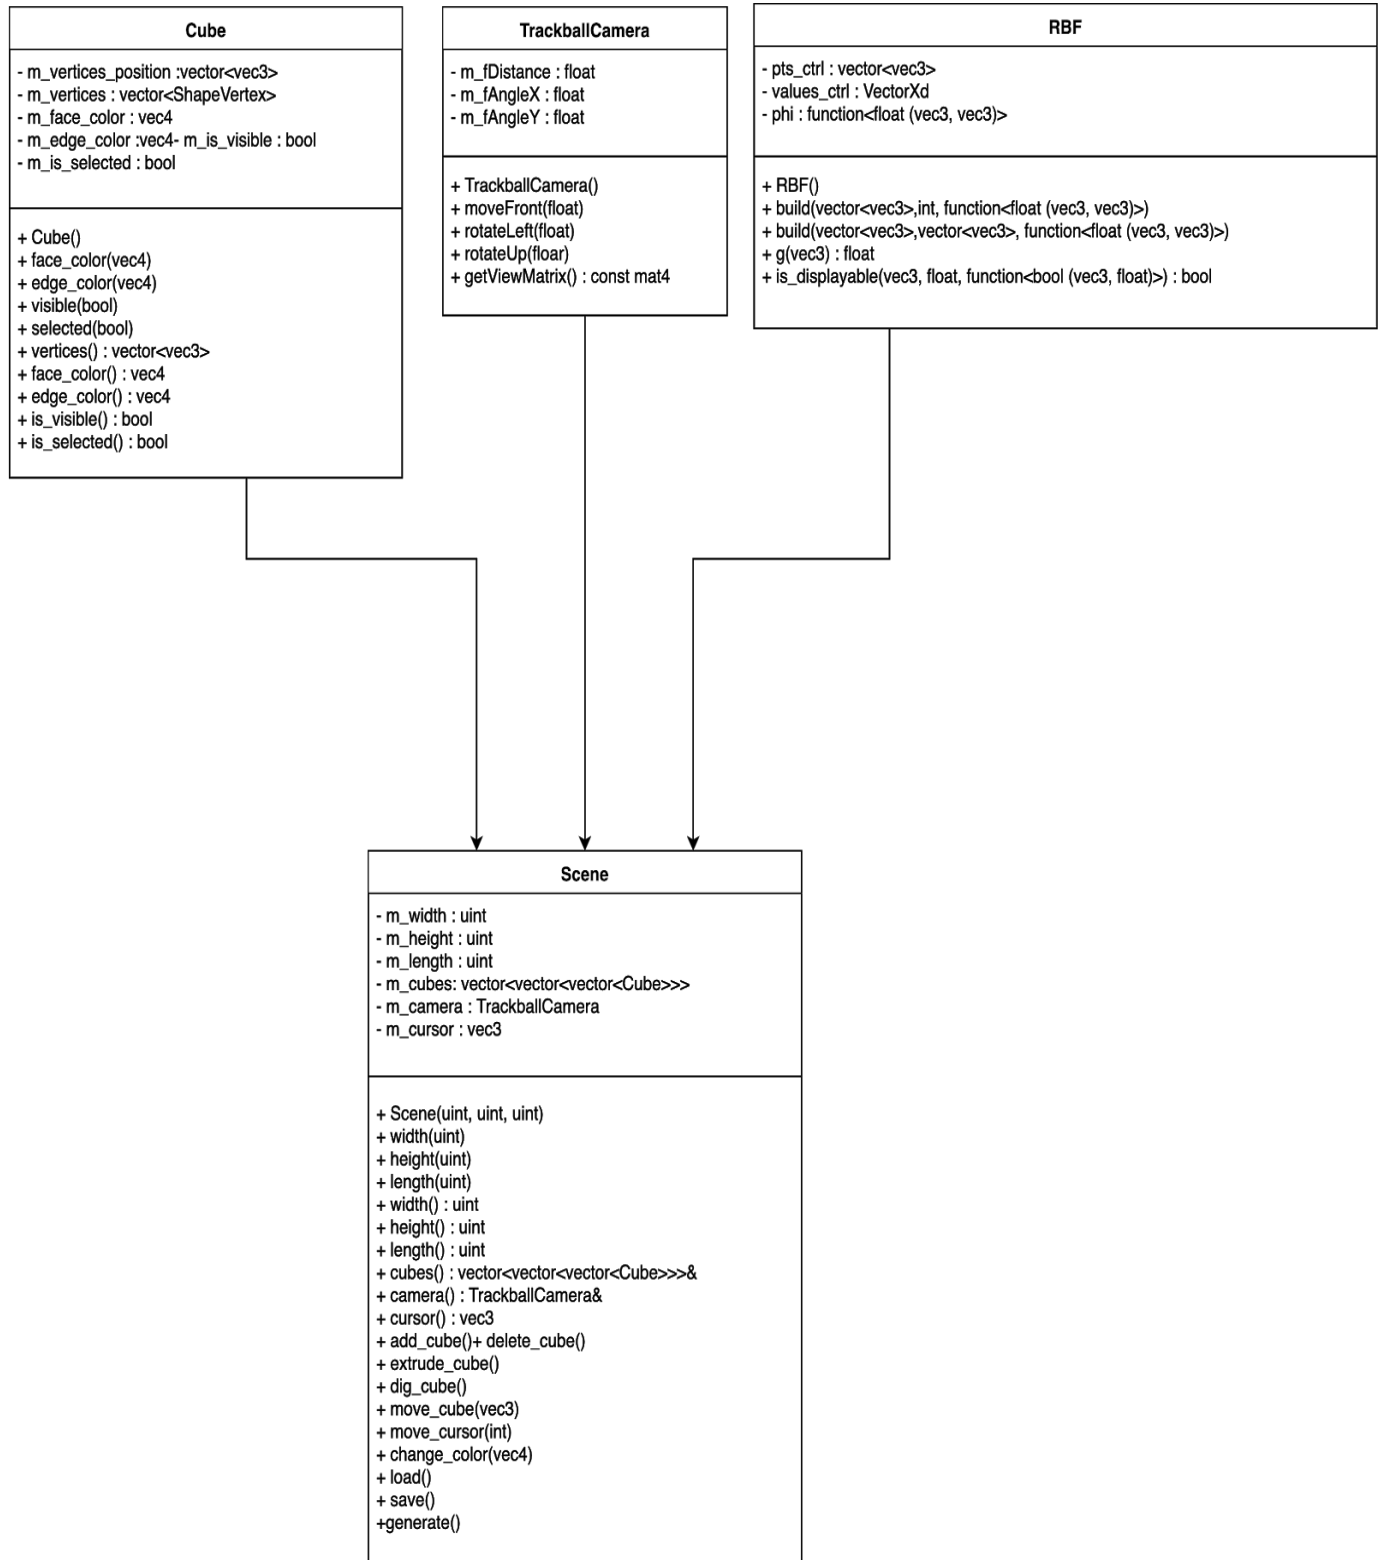 Cube
- m_vertices_position :vector<vec3>
- m_vertices : vector<ShapeVertex>
- m_face_color : vec4
- m_edge_color :vec4- m_is_visible : bool
- m_is_selected : bool
+ Cube()
+ face_color(vec4)
+ edge_color(vec4)
+ visible(bool)
+ selected(bool)
+ vertices() : vector<vec3>
+ face_color() : vec4
+ edge_color() : vec4
+ is_visible() : bool
+ is_selected() : bool
TrackballCamera
- m_fDistance : float
- m_fAngleX : float
- m_fAngleY : float
+ TrackballCamera()
+ moveFront(float)
+ rotateLeft(float)
+ rotateUp(floar)
+ getViewMatrix() : const mat4
RBF
- pts_ctrl : vector<vec3>
- values_ctrl : VectorXd
- phi : function<float (vec3, vec3)>
+ RBF()
+ build(vector<vec3>,int, function<float (vec3, vec3)>)
+ build(vector<vec3>,vector<vec3>, function<float (vec3, vec3)>)
+ g(vec3) : float
+ is_displayable(vec3, float, function<bool (vec3, float)>) : bool
Scene
- m_width : uint
- m_height : uint
- m_length : uint
- m_cubes: vector<vector<vector<Cube>>>
- m_camera : TrackballCamera
- m_cursor : vec3
+ Scene(uint, uint, uint)
+ width(uint)
+ height(uint)
+ length(uint)
+ width() : uint
+ height() : uint
+ length() : uint
+ cubes() : vector<vector<vector<Cube>>>&
+ camera() : TrackballCamera&
+ cursor() : vec3
+ add_cube()+ delete_cube()
+ extrude_cube()
+ dig_cube()
+ move_cube(vec3)
+ move_cursor(int)
+ change_color(vec4)
+ load()
+ save()
+generate()